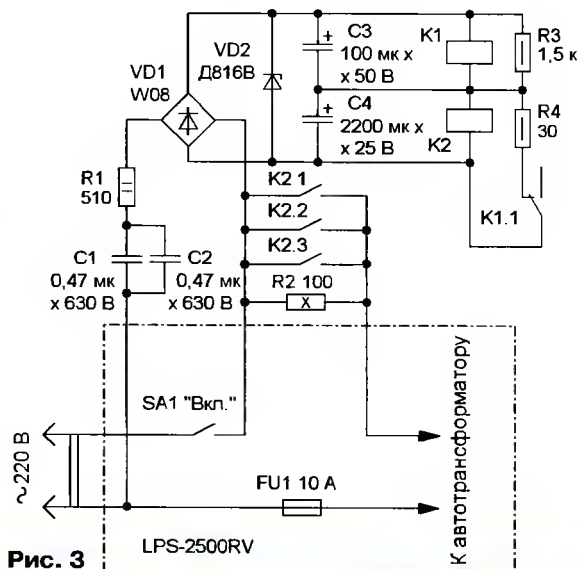 VD1
W08
VD2
Д816В
C3
100 мк х
х 50 В
K1
R3
1,5 к
C4
2200 мк х
х 25 В
K2
R4
30
K1.1
R1
510
C1
0,47 мк
х 630 В
C2
0,47 мк
х 630 В
K2 1
K2.2
K2.3
R2 100
X
SA1 "Вкл."
~220 В
FU1 10 А
К автотрансформатору
LPS-2500RV
Рис. 3